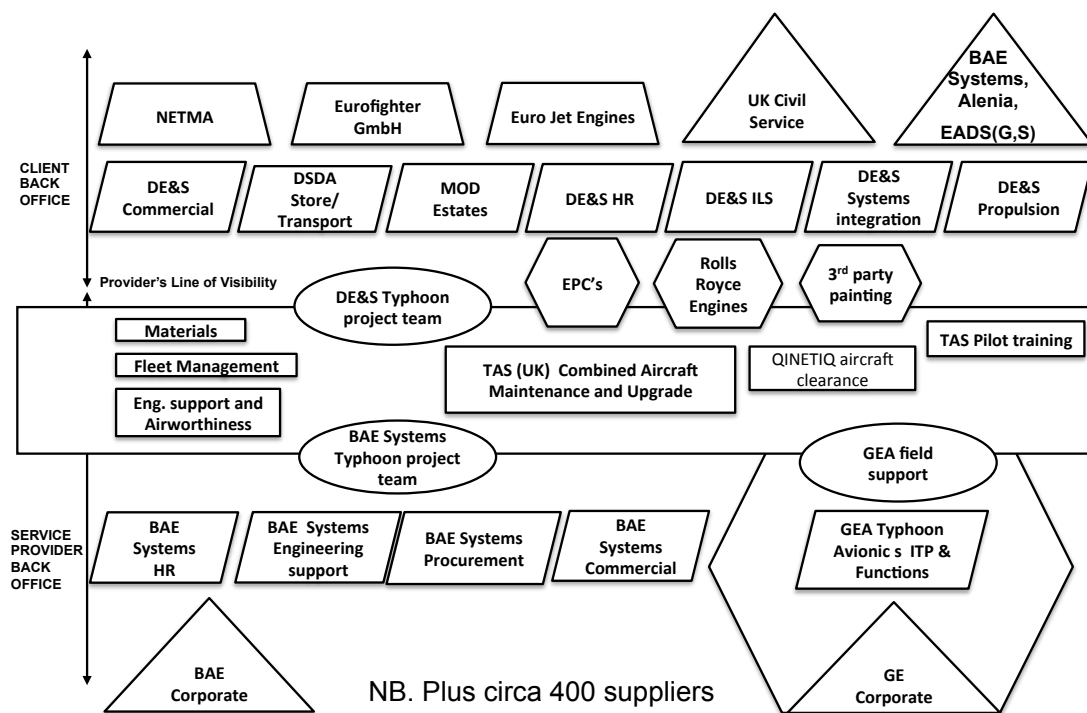 BAE
Systems,
Alenia,
EADS(G,S)
UK Civil
Service
NETMA
Eurofighter
GmbH
Euro Jet Engines
CLIENT
BACK
OFFICE
DE&S
Commercial
DSDA
Store/
Transport
MOD
Estates
DE&S HR
DE&S ILS
DE&S
Systems
integration
DE&S
Propulsion
Provider's Line of Visibility
DE&S Typhoon
project team
EPC's
Rolls
Royce
Engines
3rd party
painting
Materials
Fleet Management
Eng. support and
Airworthiness
TAS (UK) Combined Aircraft
Maintenance and Upgrade
QINETIQ aircraft
clearance
TAS Pilot training
BAE Systems
Typhoon project
team
GEA field
support
SERVICE
PROVIDER
BACK
OFFICE
BAE
Systems
HR
BAE Systems
Engineering
support
BAE Systems
Procurement
BAE
Systems
Commercial
GEA Typhoon
Avionic s ITP &
Functions
BAE
Corporate
NB. Plus circa 400 suppliers
GE
Corporate